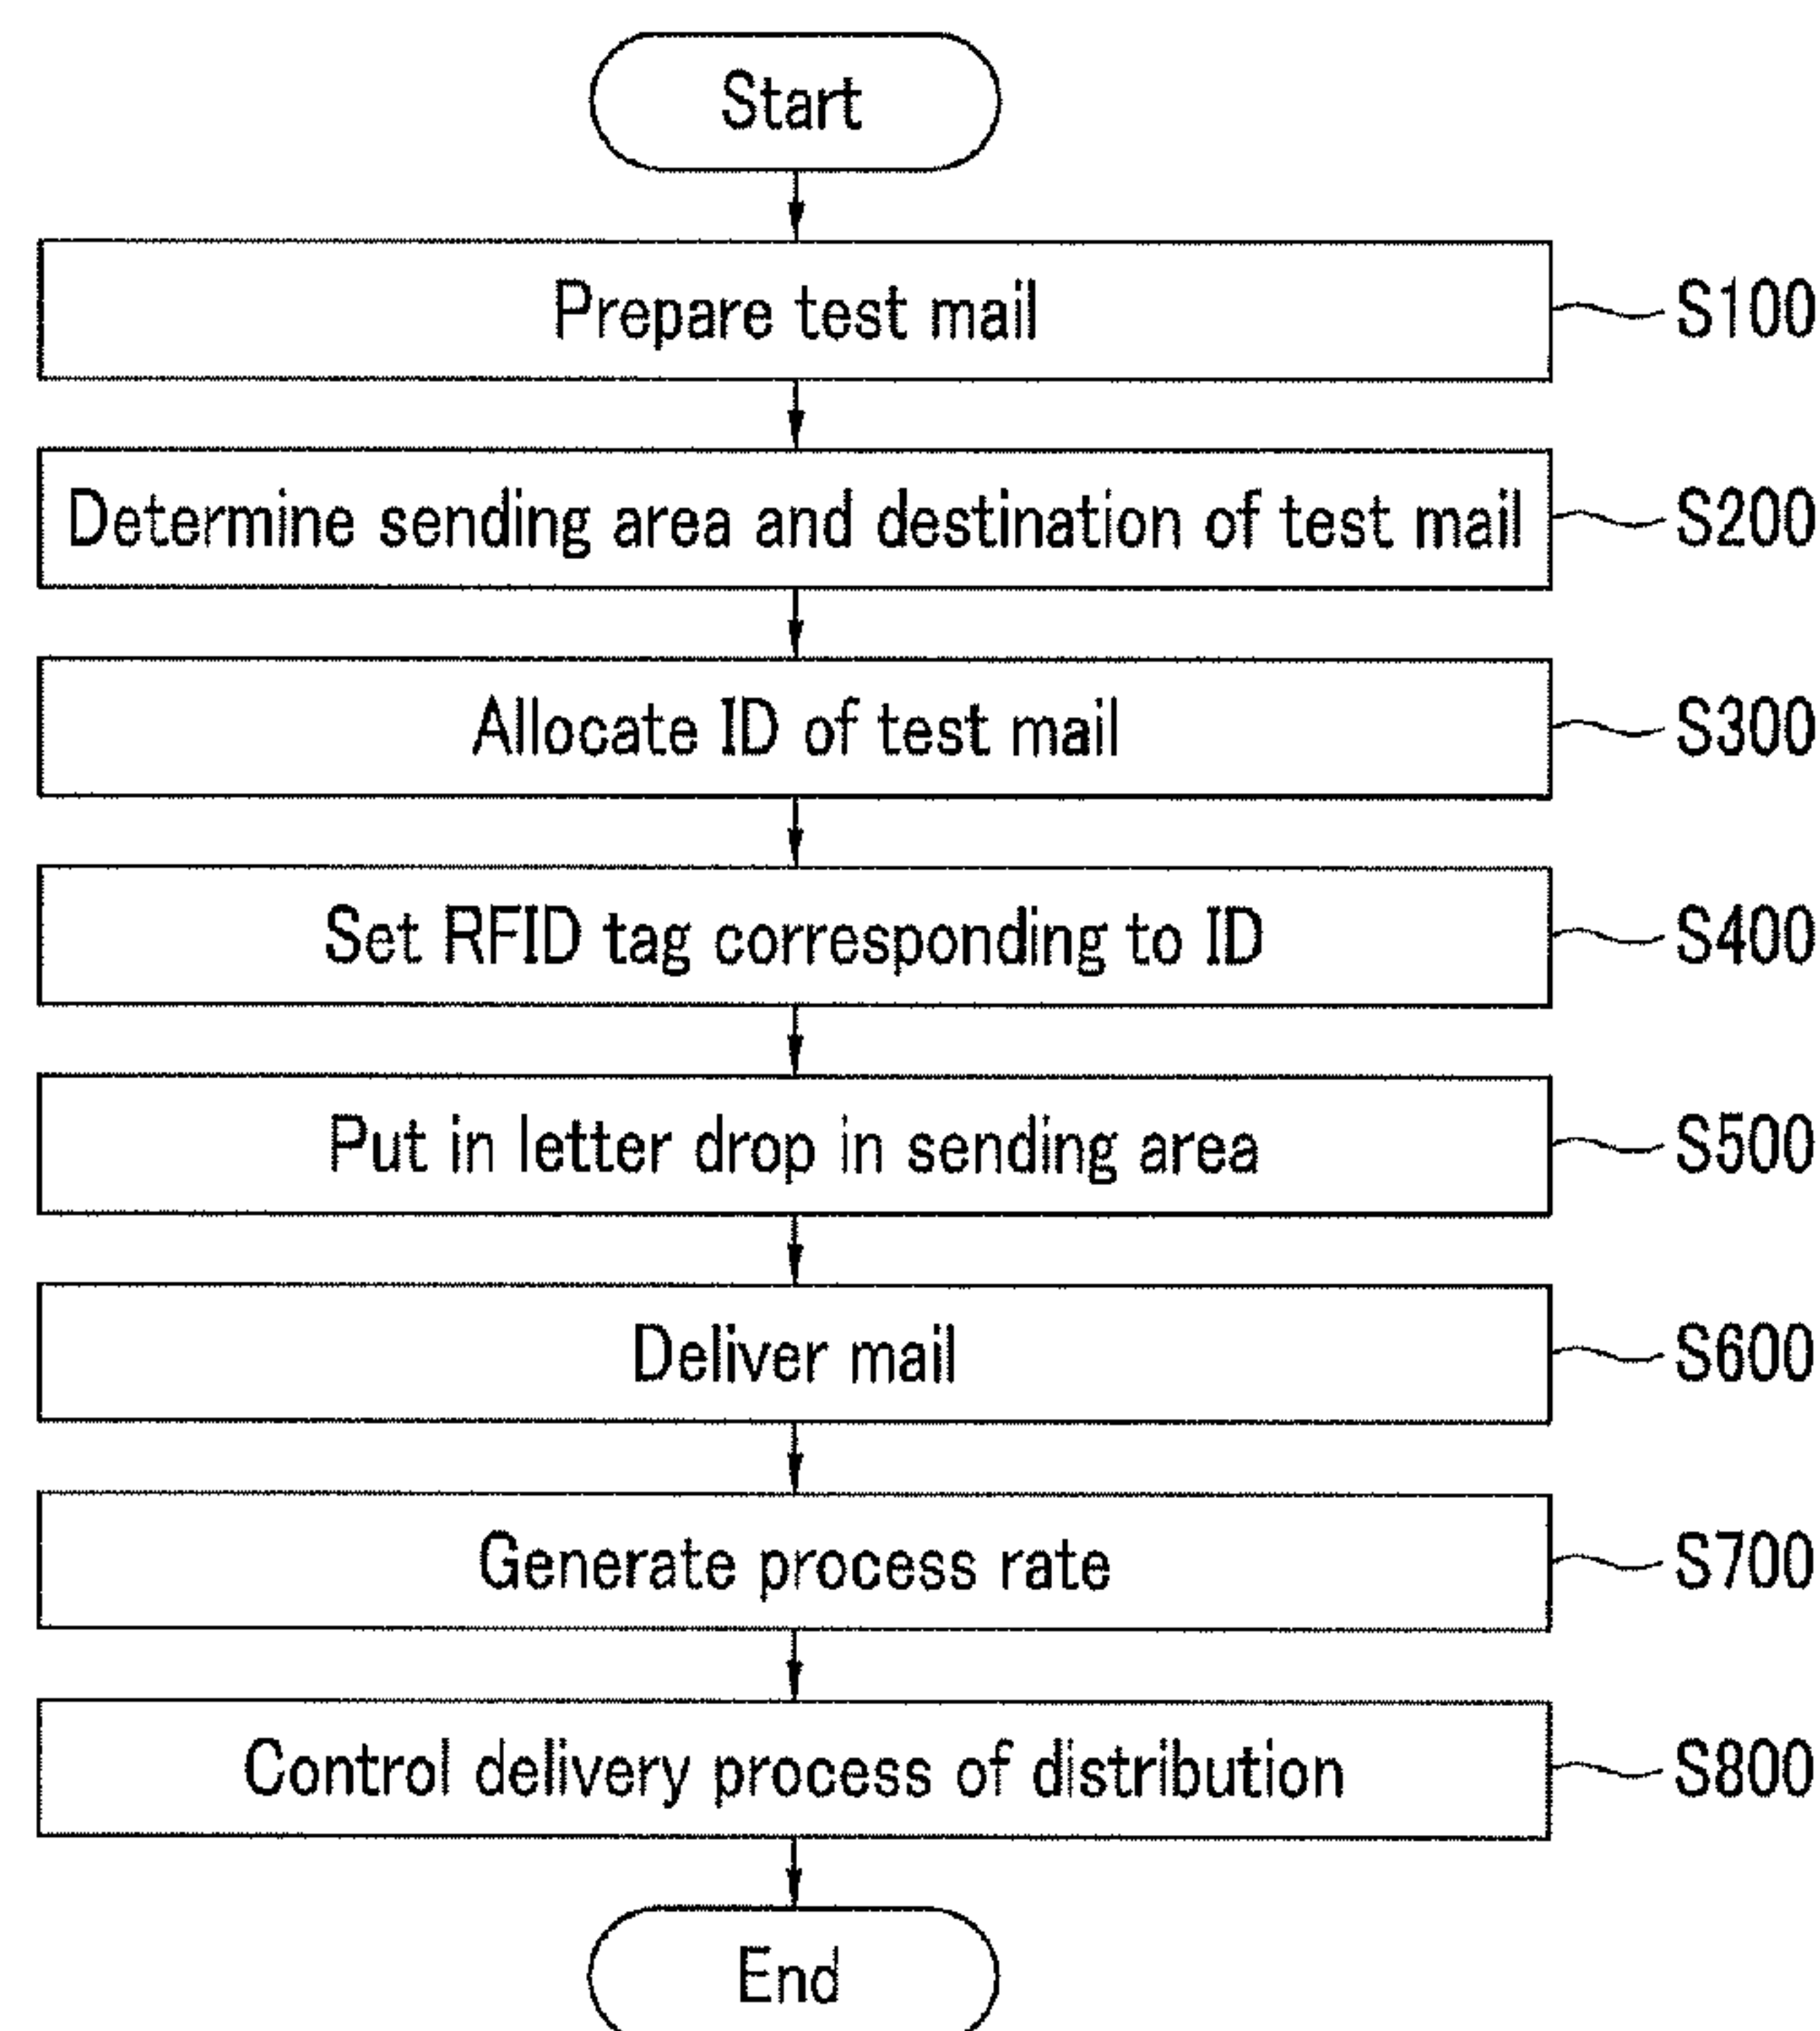 Start
Prepare test mail
S100
Determine sending area and destination of test mail
S200
Allocate ID of test mail
S300
Set RFID tag corresponding to ID
S400
Put in letter drop in sending area
S500
Deliver mail
S600
Generate process rate
S700
Control delivery process of distribution
S800
End